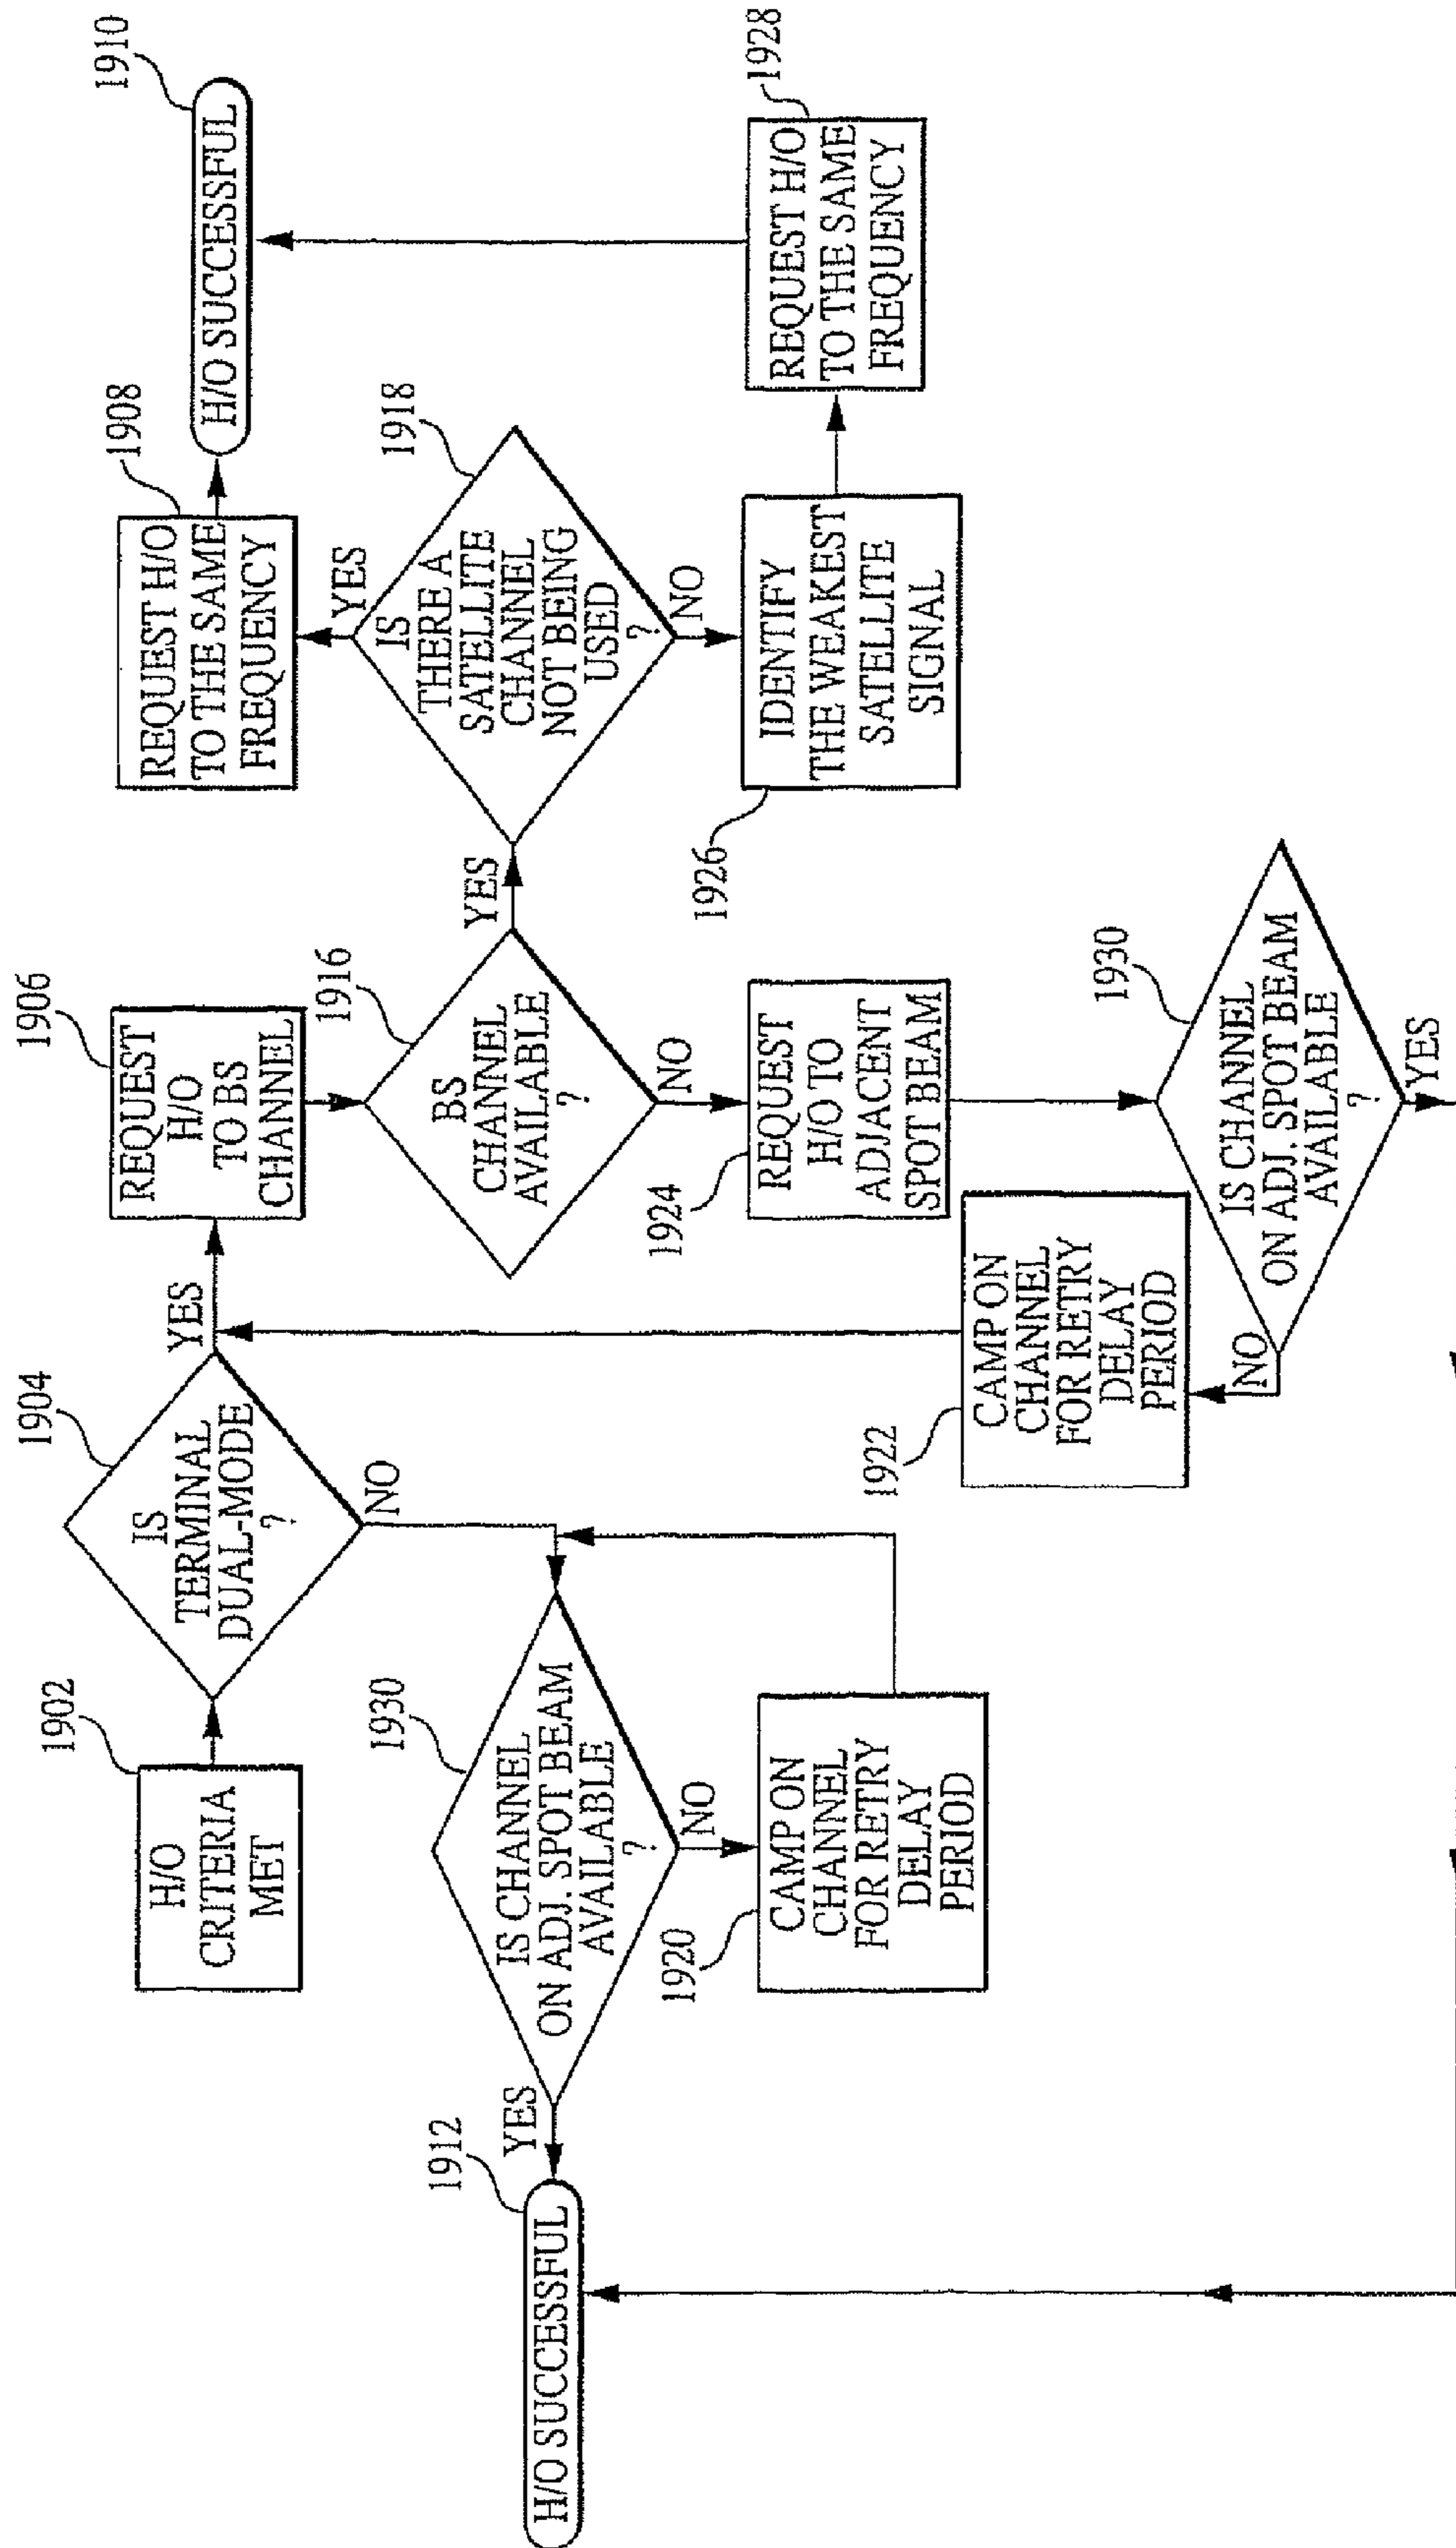 1902
H/O
CRITERIA
MET
1904
IS
TERMINAL
DUAL-MODE
?
YES
NO
1906
REQUEST
H/O
TO BS
CHANNEL
1908
REQUEST H/O
TO THE SAME
FREQUENCY
1910
H/O SUCCESSFUL
1912
H/O SUCCESSFUL
YES
1930
IS CHANNEL
ON ADJ. SPOT BEAM
AVAILABLE
?
NO
1916
BS
CHANNEL
AVAILABLE
?
YES
NO
1918
IS
THERE A
SATELLITE
CHANNEL
NOT BEING
USED
?
YES
NO
1920
CAMP ON
CHANNEL
FOR RETRY
DELAY
PERIOD
1924
REQUEST
H/O TO
ADJACENT
SPOT BEAM
1926
IDENTIFY
THE WEAKEST
SATELLITE
SIGNAL
1928
REQUEST H/O
TO THE SAME
FREQUENCY
1922
CAMP ON
CHANNEL
FOR RETRY
DELAY
PERIOD
NO
1930
IS CHANNEL
ON ADJ. SPOT BEAM
AVAILABLE
?
YES